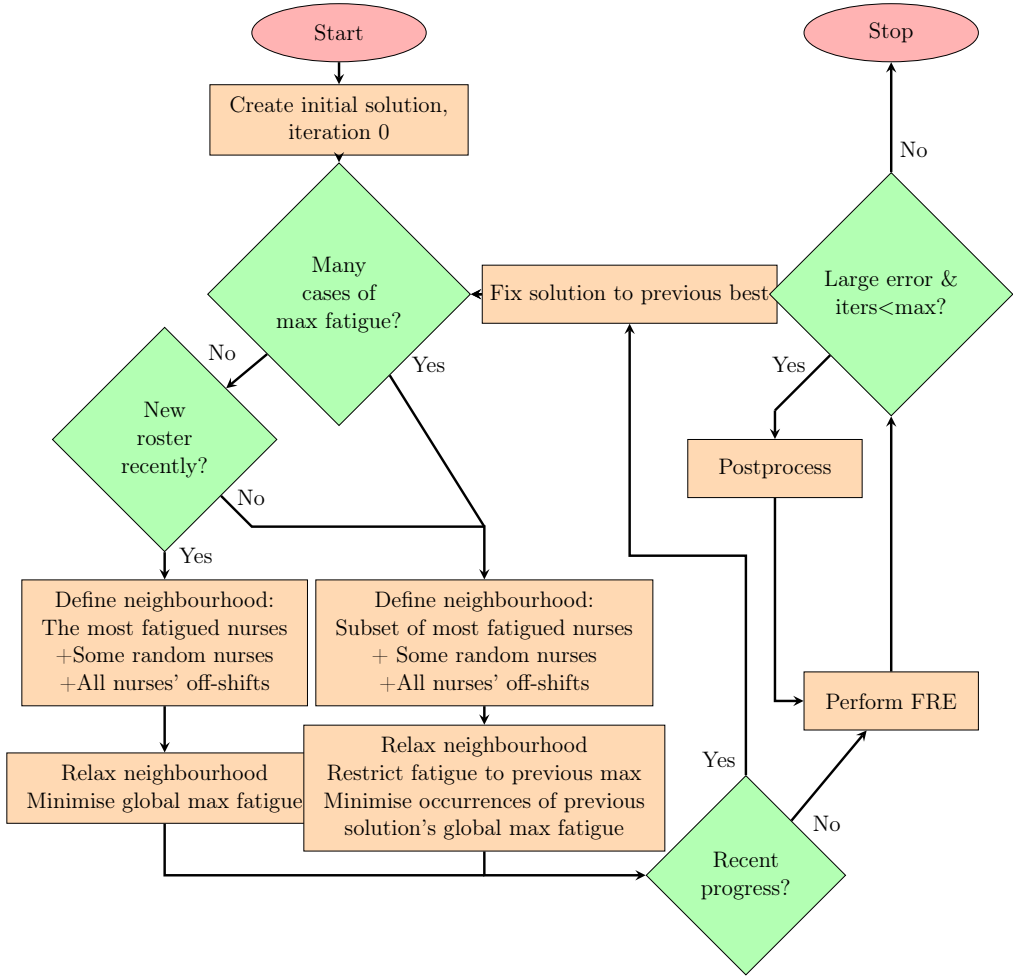 Start
Stop
Create initial solution,
iteration 0
No
Many
cases of
max fatigue?
Fix solution to previous best
Large error &
iters<max?
No
Yes
Yes
New
roster
recently?
Postprocess
No
Yes
Define neighbourhood:
The most fatigued nurses
+Some random nurses
+All nurses' off-shifts
Define neighbourhood:
Subset of most fatigued nurses
+ Some random nurses
+All nurses' off-shifts
Perform FRE
Relax neighbourhood
Minimise global max fatigue
Relax neighbourhood
Restrict fatigue to previous max
Minimise occurrences of previous
solution's global max fatigue
Yes
No
Recent
progress?